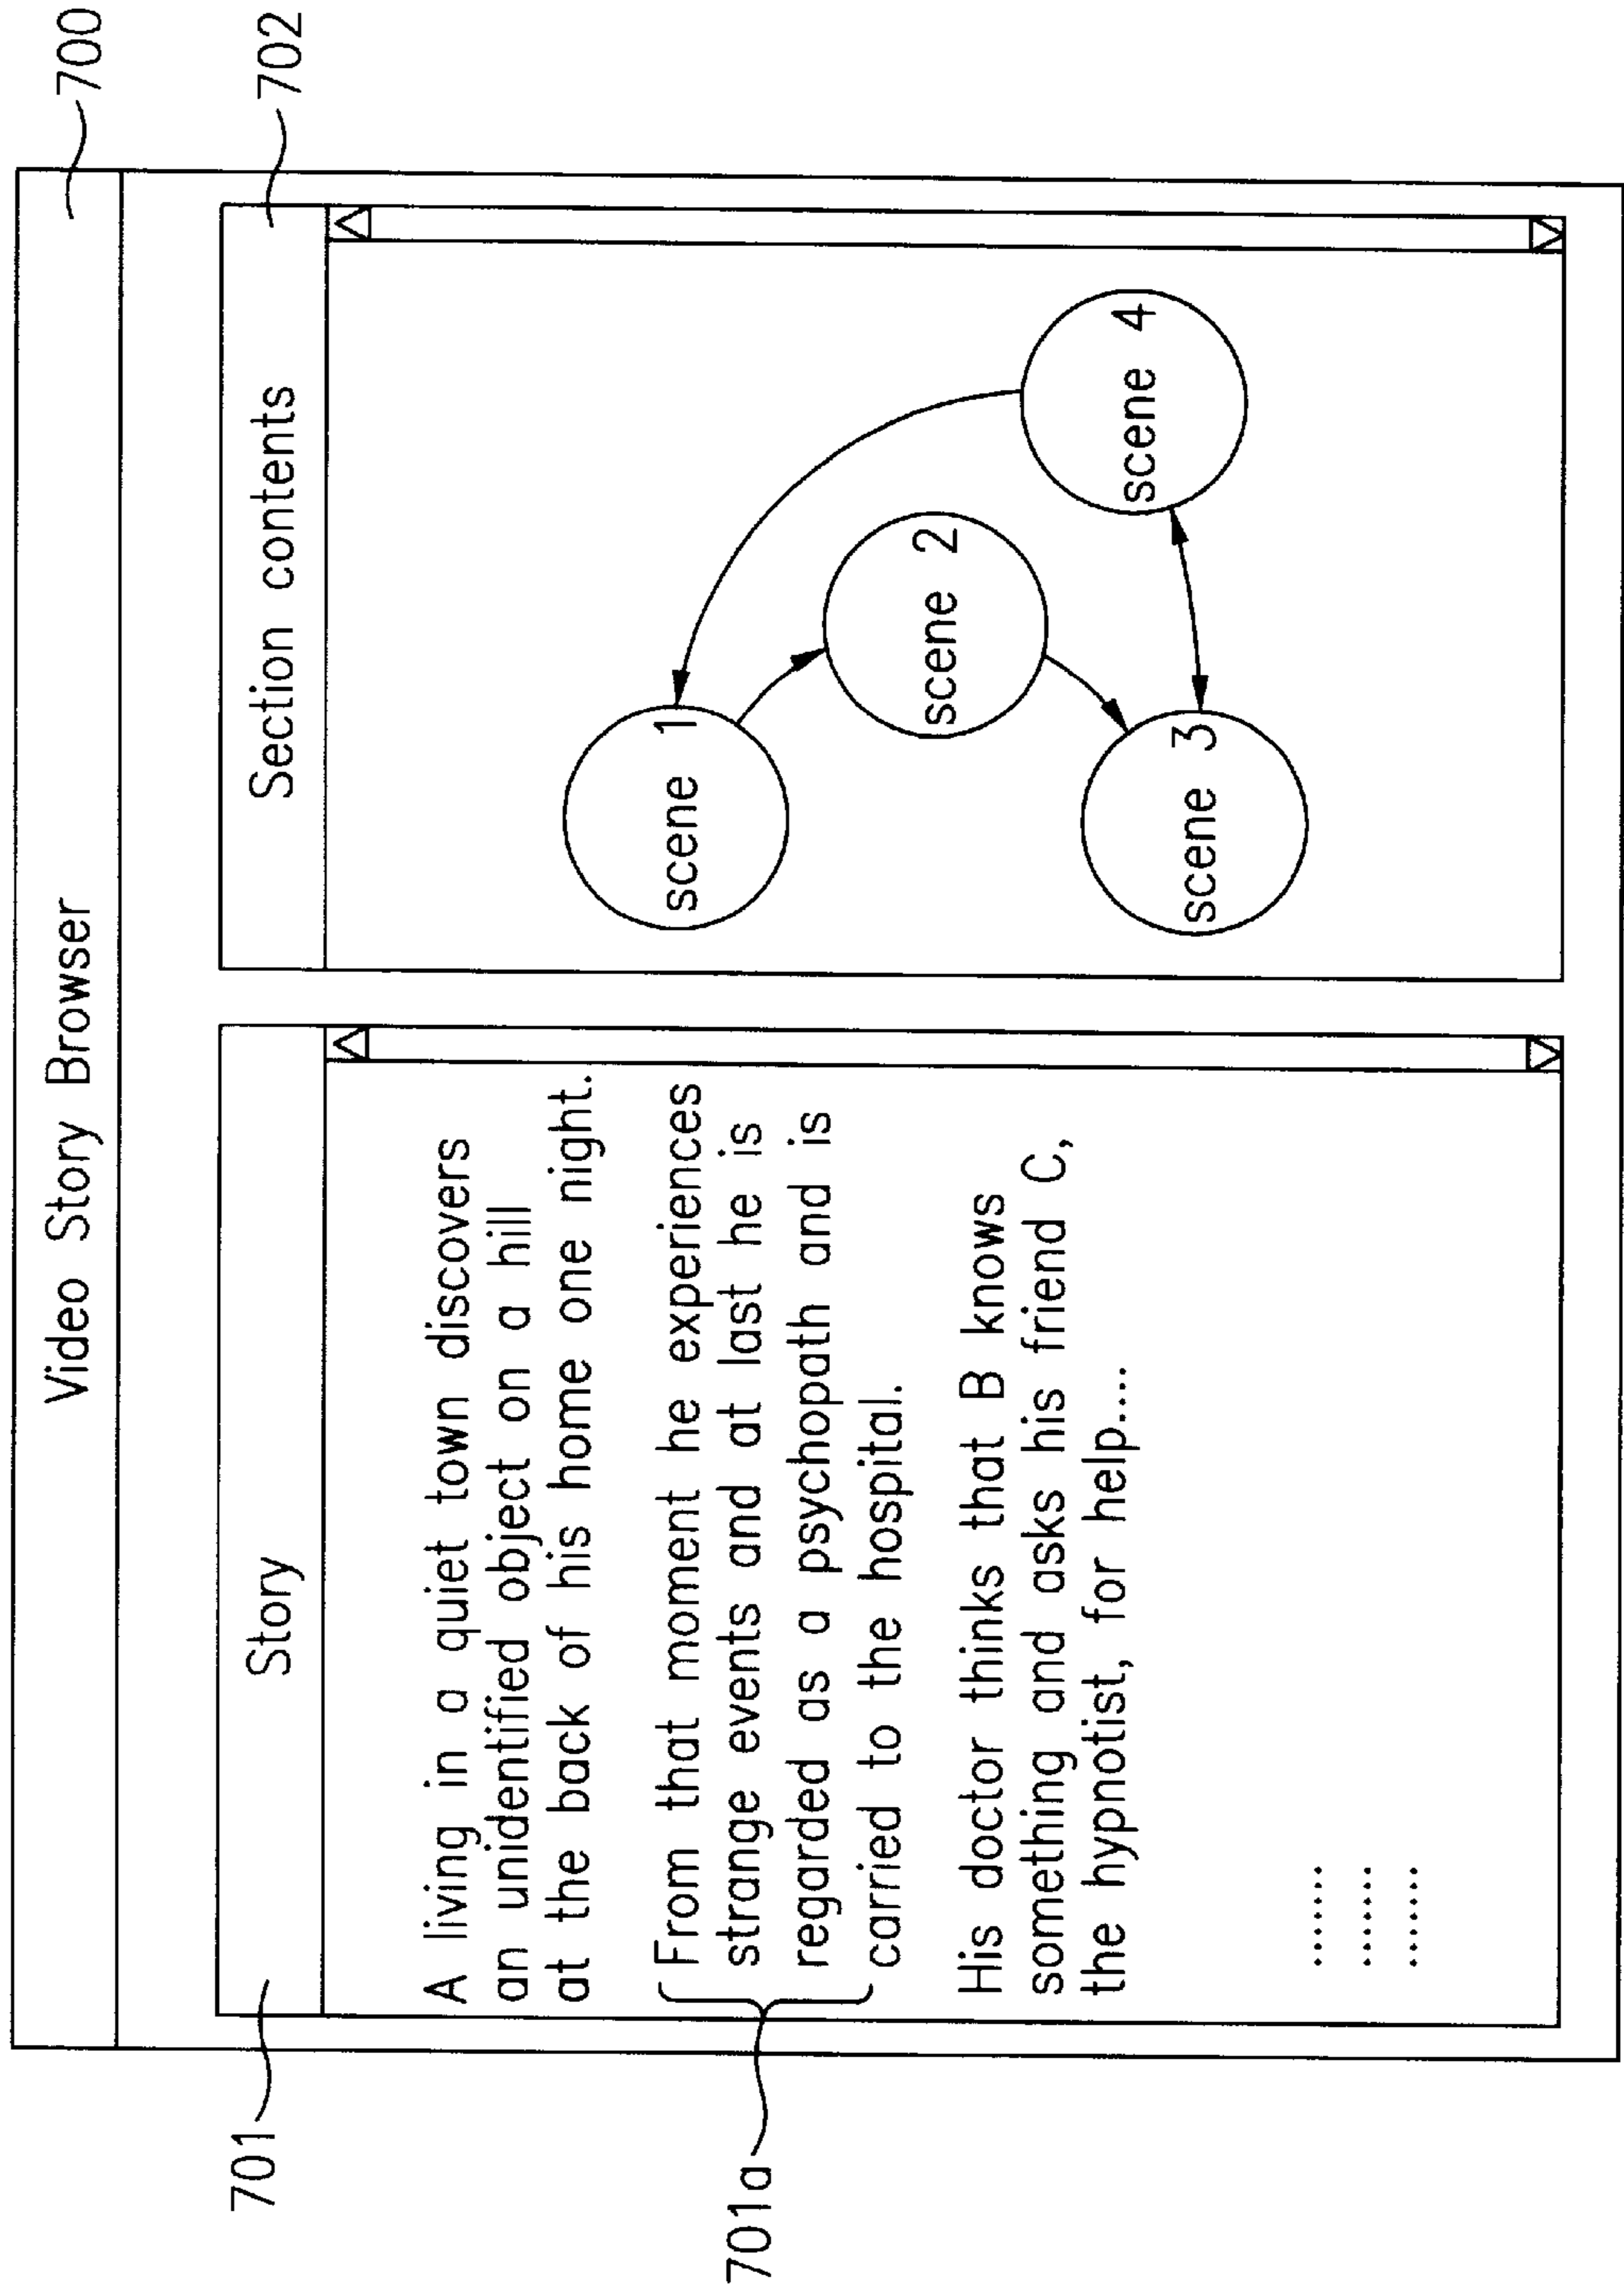 Video Story Browser
700
701
Story
A living in a quiet town discovers
an unidentified object on a hill
at the back of his home one night.
701a
From that moment he experiences
strange events and at last he is
regarded as a psychopath and is
carried to the hospital.
His doctor thinks that B knows
something and asks his friend C,
the hypnotist, for help....
.......
.......
.......
702
Section contents
scene 1
scene 2
scene 3
scene 4